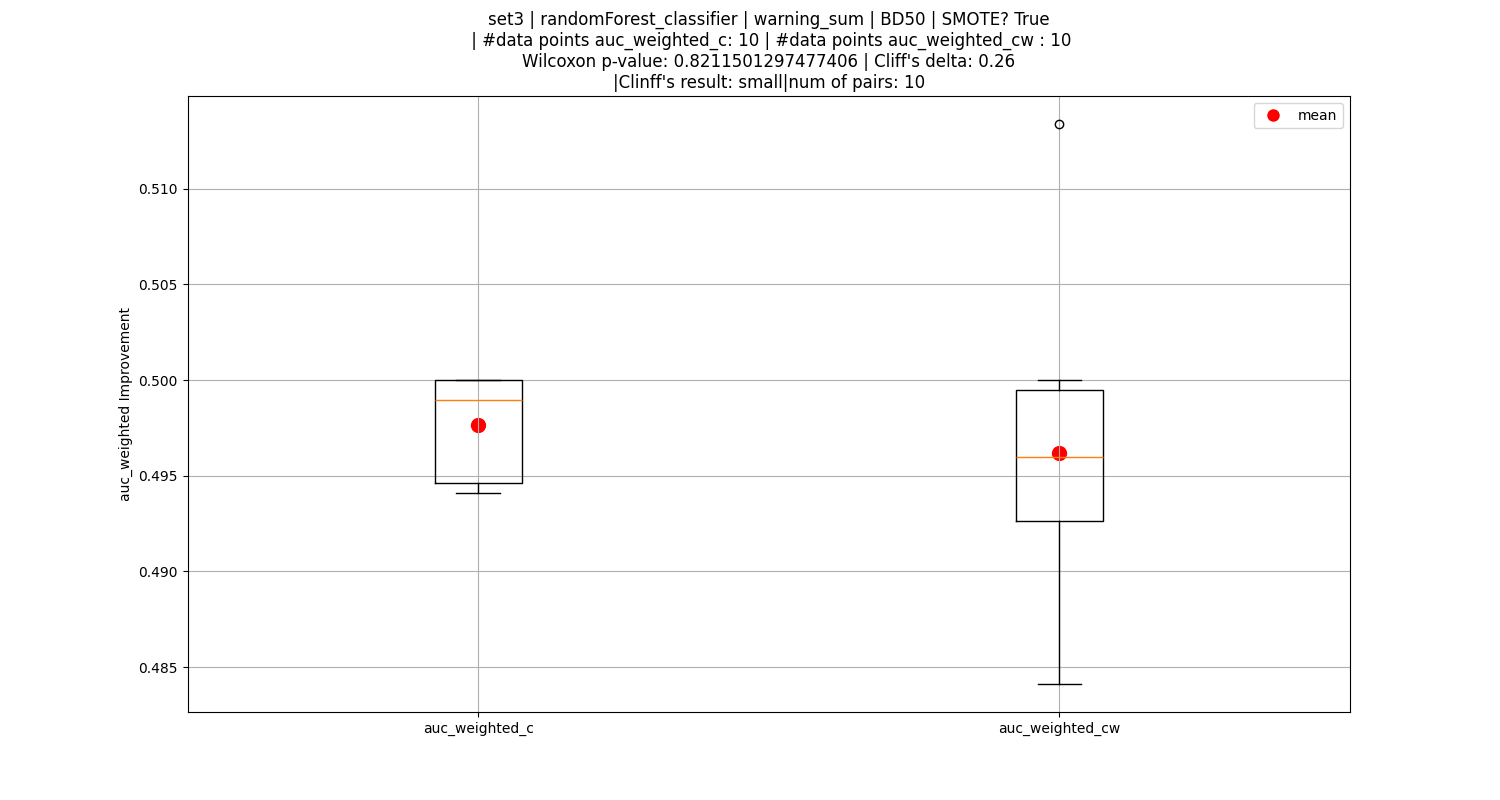 set3 | randomForest_classifier | warning_sum | BD50 | SMOTE? True
| #data points auc_weighted_c: 10 | #data points auc_weighted_cw : 10
Wilcoxon p-value: 0.8211501297477406 | Cliff's delta: 0.26
|Clinff's result: small|num of pairs: 10
mean
0.510
0.505
0.500
0.495
0.490
0.485
auc_weighted Improvement
auc_weighted_c
auc_weighted_cw